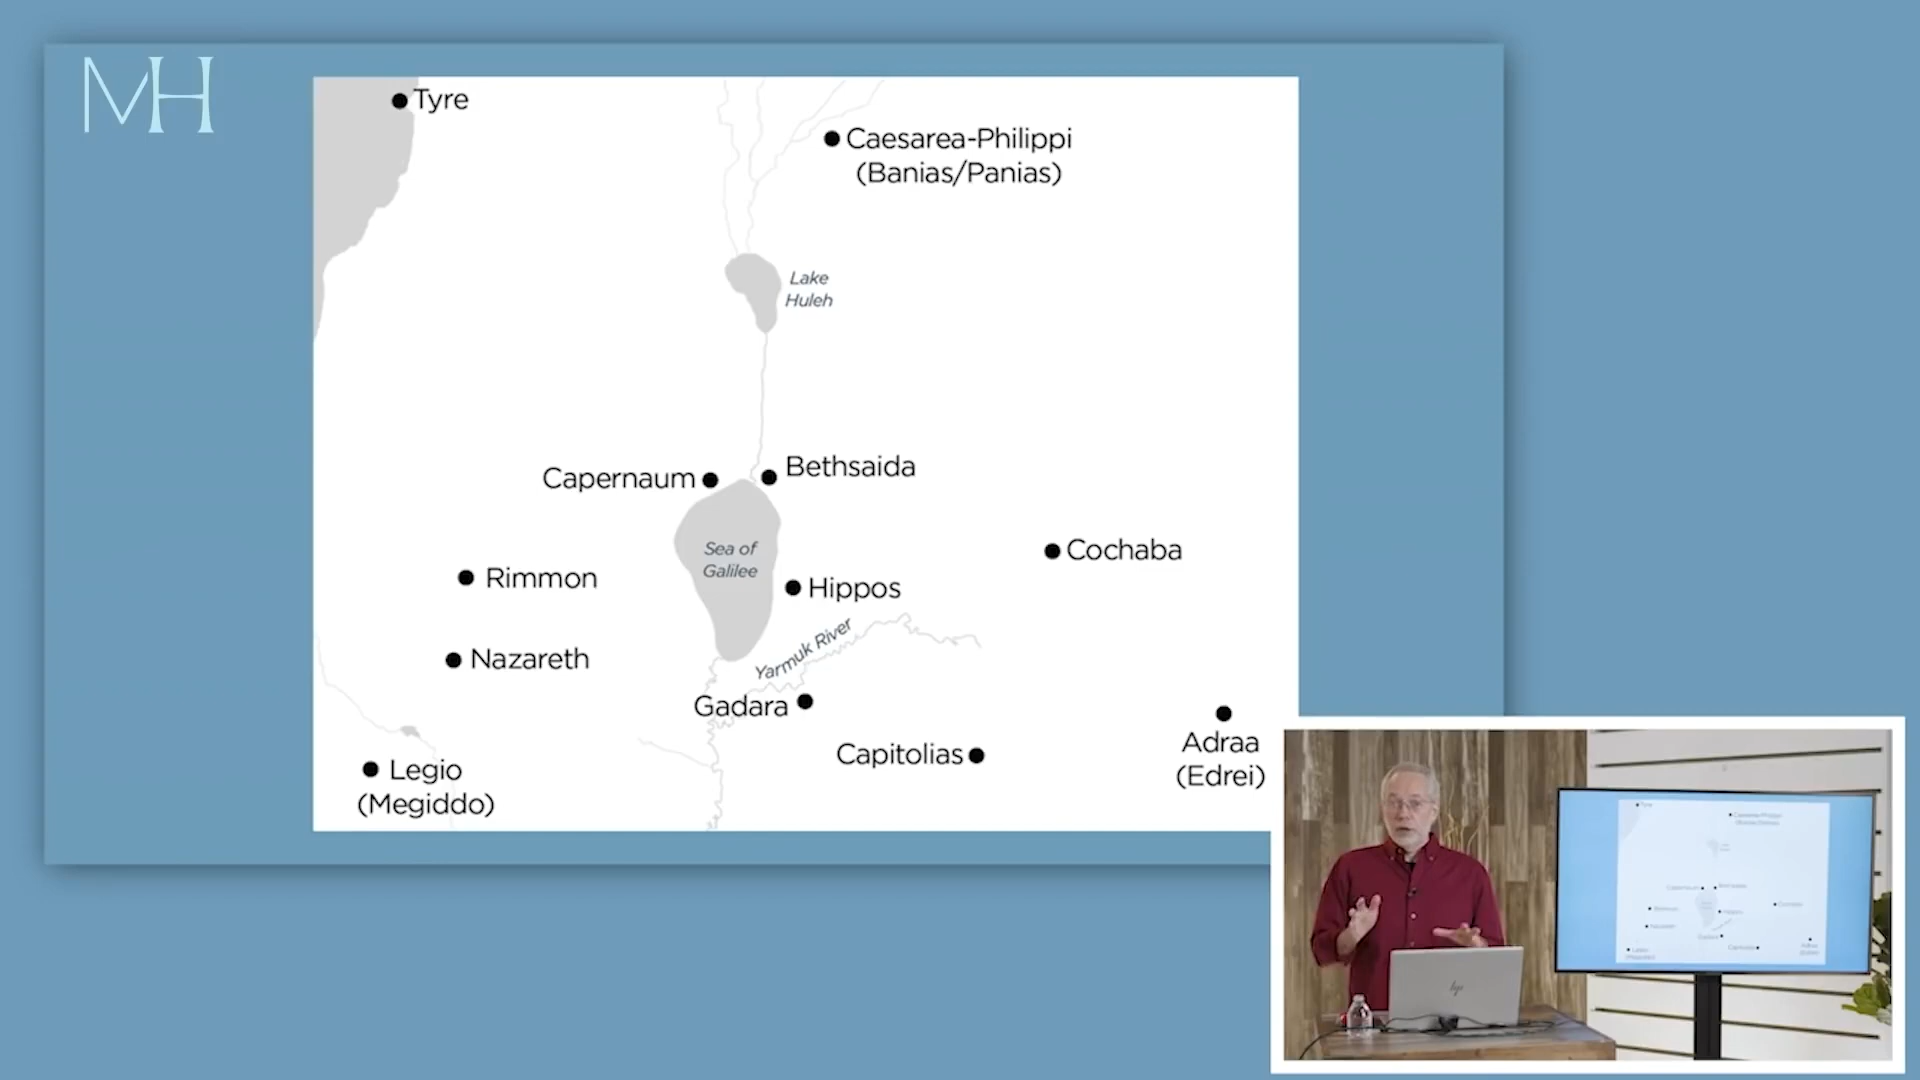 MH
Tyre
Caesarea-Philippi
(Banias/Panias)
Lake
Huleh
Capernaum
Bethsaida
Sea of
Galilee
Cochaba
Rimmon
Hippos
Yarmuk River
Nazareth
Gadara
Adraa
(Edrei)
Capitolias
Legio
(Megiddo)
hp